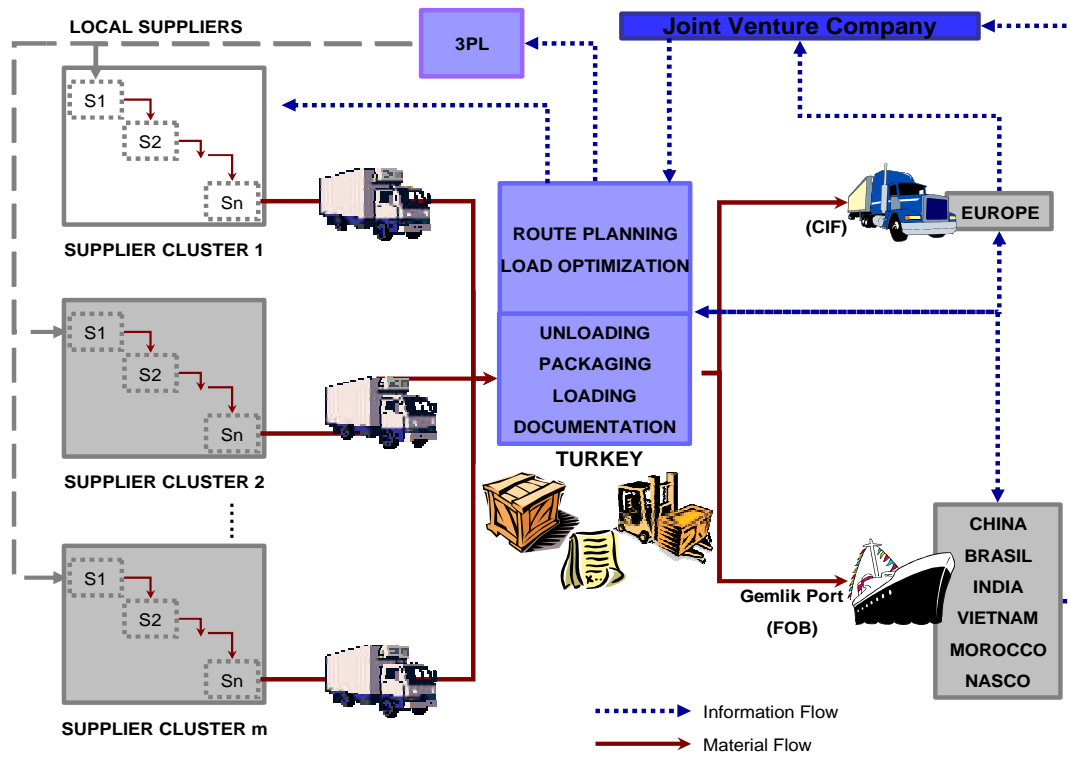 LOCAL SUPPLIERS
3PL
Joint Venture Company
S1
S2
Sn
SUPPLIER CLUSTER 1
ROUTE PLANNING
LOAD OPTIMIZATION
(CIF)
EUROPE
S1
S2
Sn
SUPPLIER CLUSTER 2
UNLOADING
PACKAGING
LOADING
DOCUMENTATION
TURKEY
S1
S2
Sn
SUPPLIER CLUSTER m
Gemlik Port
(FOB)
CHINA
BRASIL
INDIA
VIETNAM
MOROCCO
NASCO
Information Flow
Material Flow